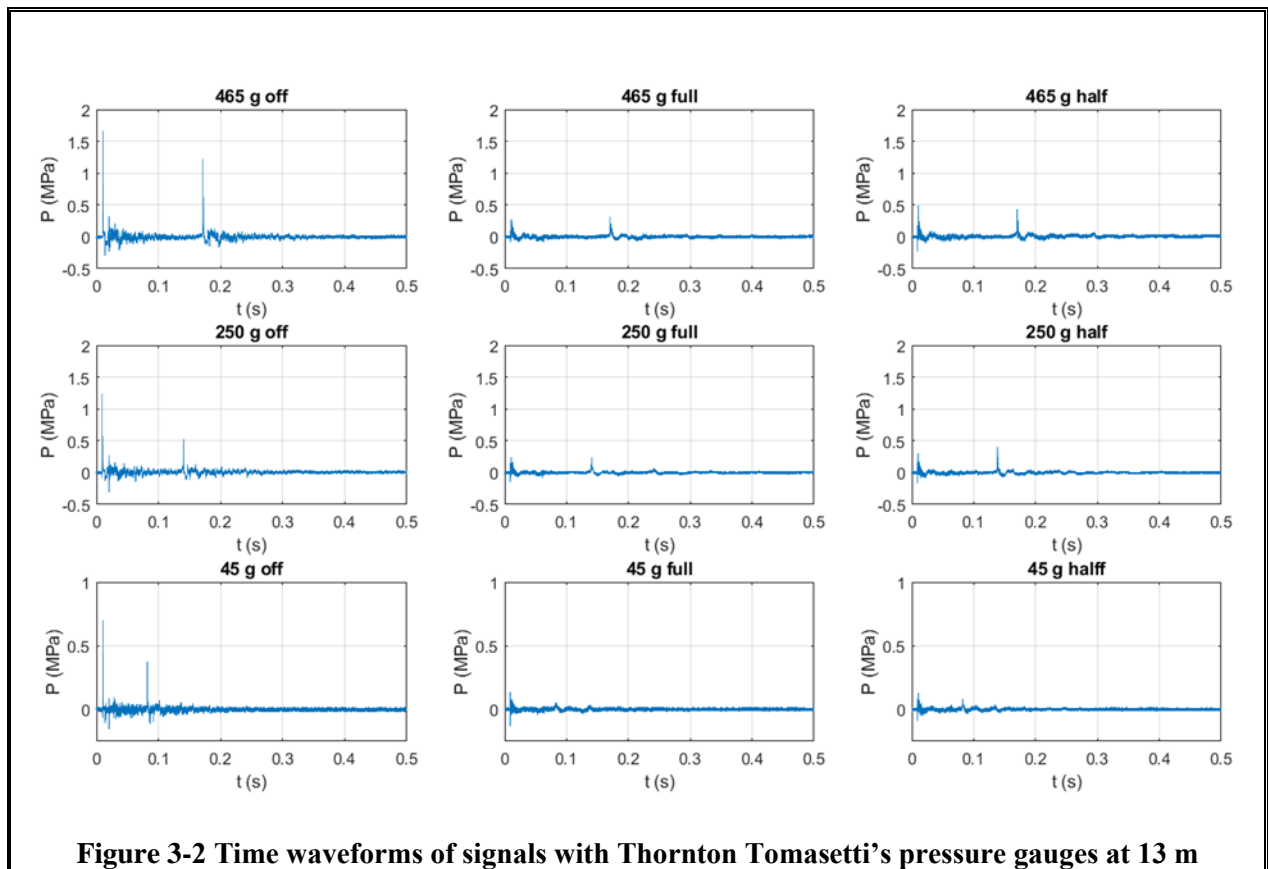 465 g off
465 g full
465 g half
2
1.5
1
0.5
0
-0.5
P (MPa)
0 0.1 0.2 0.3 0.4 0.5
t (s)
2
1.5
1
0.5
0
-0.5
P (MPa)
0 0.1 0.2 0.3 0.4 0.5
t (s)
2
1.5
1
0.5
0
-0.5
P (MPa)
0 0.1 0.2 0.3 0.4 0.5
t (s)
250 g off
250 g full
250 g half
2
1.5
1
0.5
0
-0.5
P (MPa)
0 0.1 0.2 0.3 0.4 0.5
t (s)
2
1.5
1
0.5
0
-0.5
P (MPa)
0 0.1 0.2 0.3 0.4 0.5
t (s)
2
1.5
1
0.5
0
-0.5
P (MPa)
0 0.1 0.2 0.3 0.4 0.5
t (s)
45 g off
45 g full
45 g halff
1
0.5
0
P (MPa)
0 0.1 0.2 0.3 0.4 0.5
t (s)
1
0.5
0
P (MPa)
0 0.1 0.2 0.3 0.4 0.5
t (s)
1
0.5
0
P (MPa)
0 0.1 0.2 0.3 0.4 0.5
t (s)
Figure 3-2 Time waveforms of signals with Thornton Tomasetti’s pressure gauges at 13 m